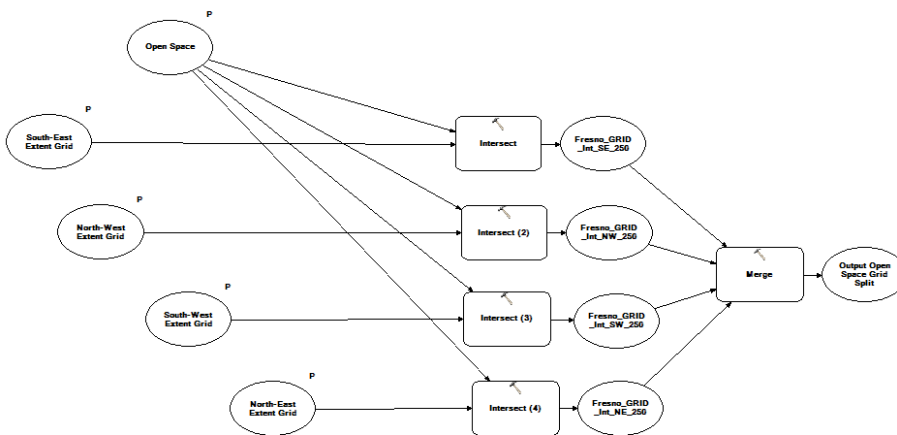 P
Open Space
P
South-East
Extent Grid
Intersect
Fresno_GRID
_Int_SE_250
P
North-West
Extent Grid
Intersect (2)
Fresno_GRID
_Int_NW_250
Merge
Output Open
Space Grid
Split
P
South-West
Extent Grid
Intersect (3)
Fresno_GRID
_Int_SW_250
P
North-East
Extent Grid
Intersect (4)
Fresno_GRID
_Int_NE_250